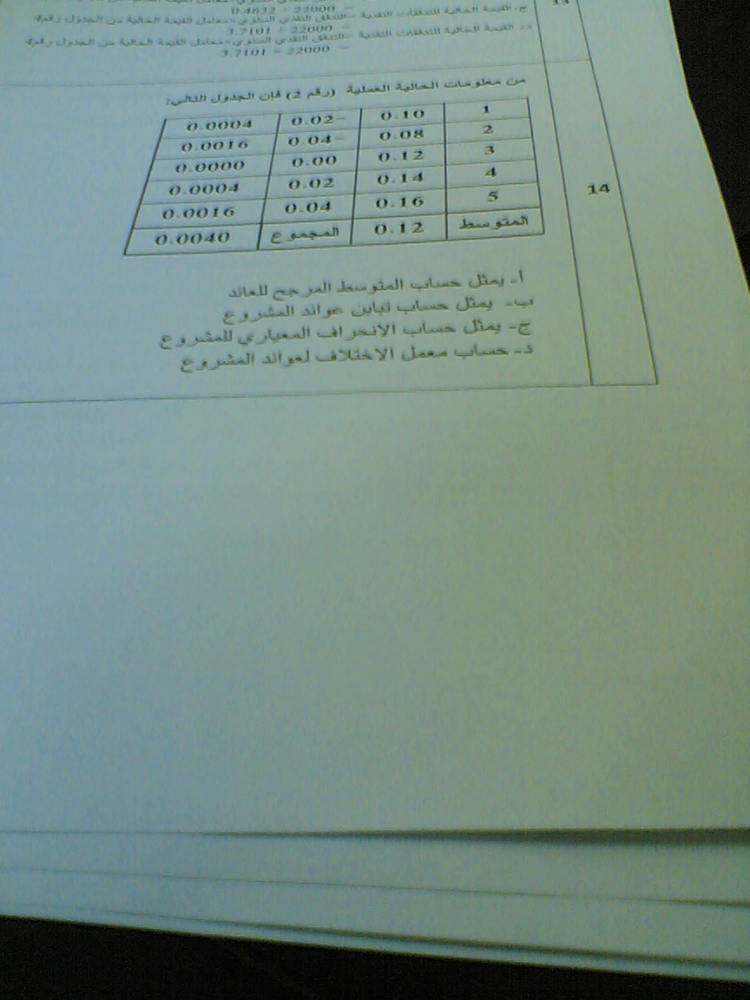 13
0.4632 ÷ 22000 =
ج- القيمة الحالية للتدفقات النقدية =التدفق النقدي السنوي÷معامل القيمة الحالية من الجدول رقم4
3.7101 ÷ 22000 =
د. القيمة الحالية للتدفقات النقدية =التدفق النقدي السنوي×معامل القيمة الحالية من الجدول رقم4
3.7101 × 22000 =
14
من معلومات الحالية العملية (رقم 2) فإن الجدول التالي:
1 0.10 0.02- 0.0004
2 0.08 0.04- 0.0016
3 0.12 0.00 0.0000
4 0.14 0.02 0.0004
5 0.16 0.04 0.0016
المتوسط 0.12 المجموع 0.0040
أ- يمثل حساب المتوسط المرجح للعائد
ب- يمثل حساب تباين عوائد المشروع
ج- يمثل حساب الانحراف المعياري للمشروع
د- حساب معمل الاختلاف لعوائد المشروع